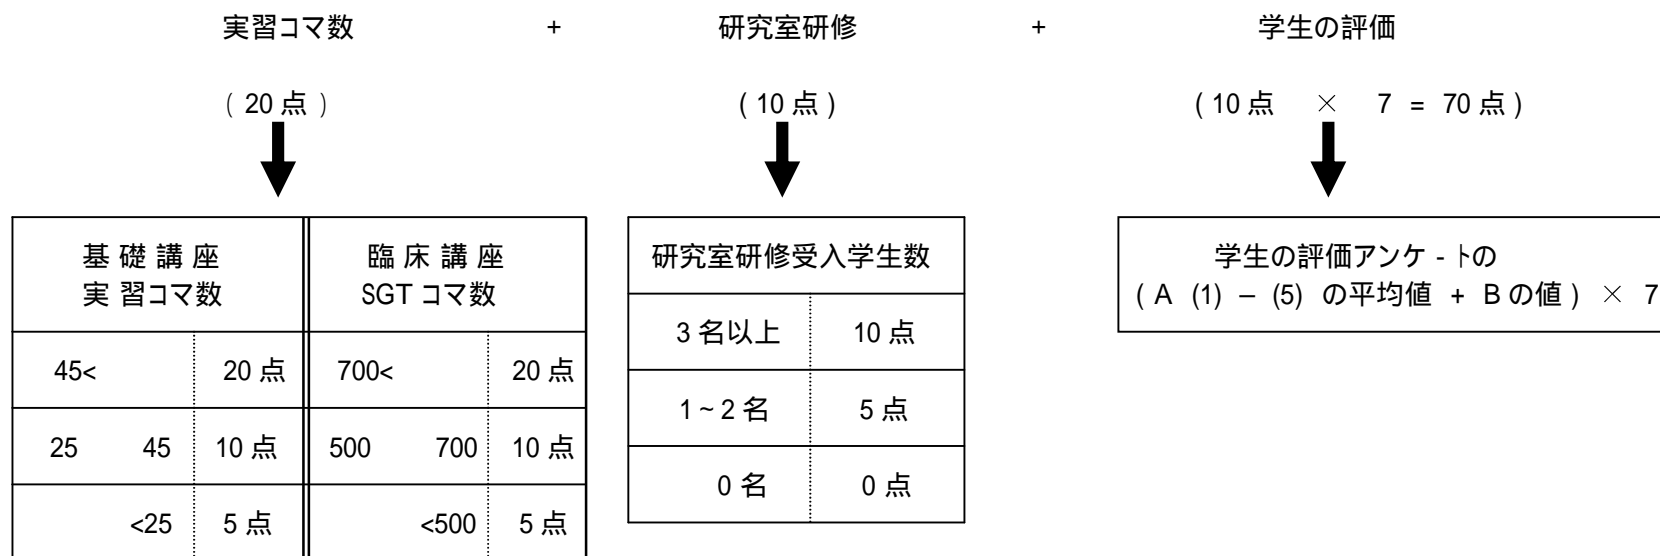 実習コマ数 + 研究室研修 + 学生の評価
( 20 点 ) ( 10 点 ) ( 10 点 × 7 = 70 点 )
基 礎 講 座
実 習コマ数
臨 床 講 座
SGT コマ数
45< 20 点 700< 20 点
25 45 10 点 500 700 10 点
<25 5 点 <500 5 点
研究室研修受入学生数
3 名以上 10 点
1 ~ 2 名 5 点
0 名 0 点
学生の評価アンケ - トの
( A (1) – (5) の平均値 + B の値 ) × 7